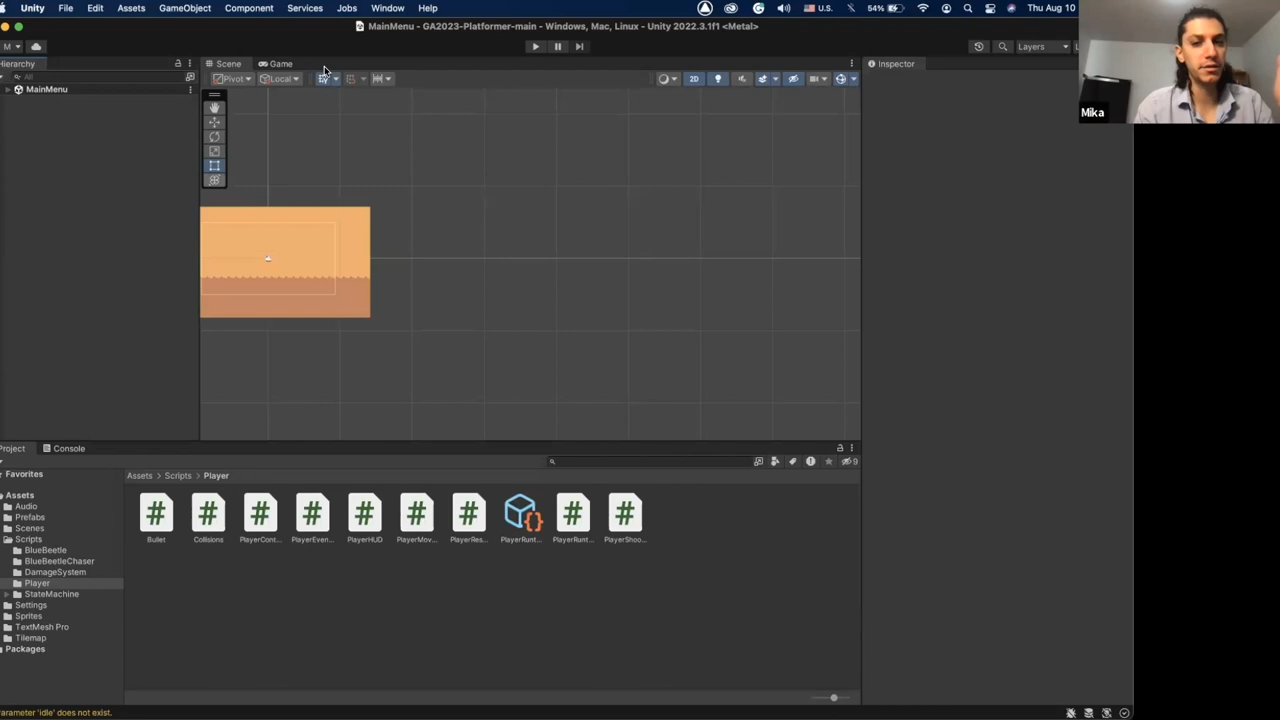 Unity File Edit Assets GameObject Component Services Jobs Window Help U.S. 54% Thu Aug 10
MainMenu - GA2023-Platformer-main - Windows, Mac, Linux - Unity 2022.3.1f1 <Metal>
M Layers
Hierarchy Scene Game Inspector
All Pivot Local 2D
MainMenu
Mika
Project Console
9
Favorites Assets Scripts Player
Assets
Audio
Prefabs
Scenes
Scripts
BlueBeetle
BlueBeetleChaser
DamageSystem
Player
StateMachine
Settings
Sprites
TextMesh Pro
Tilemap
Packages
Bullet Collisions PlayerCont... PlayerEven... PlayerHUD PlayerMov... PlayerRes... PlayerRunt... PlayerRunt... PlayerShoo...
Parameter 'idle' does not exist.